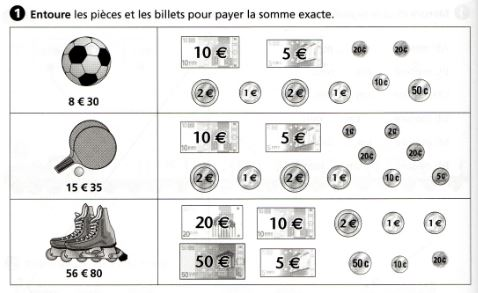 1 Entoure les pièces et les billets pour payer la somme exacte.
10 € 5 € 20c 20c
2 € 1 € 2 € 1 € 10c 50c
8 € 30
10 € 5 € 1c 2c
20c 20c
2 € 1 € 2 € 1 € 10c 5c
15 € 35
20 € 10 € 2 € 1 € 1 €
50 € 5 € 50c 10c 20c
56 € 80